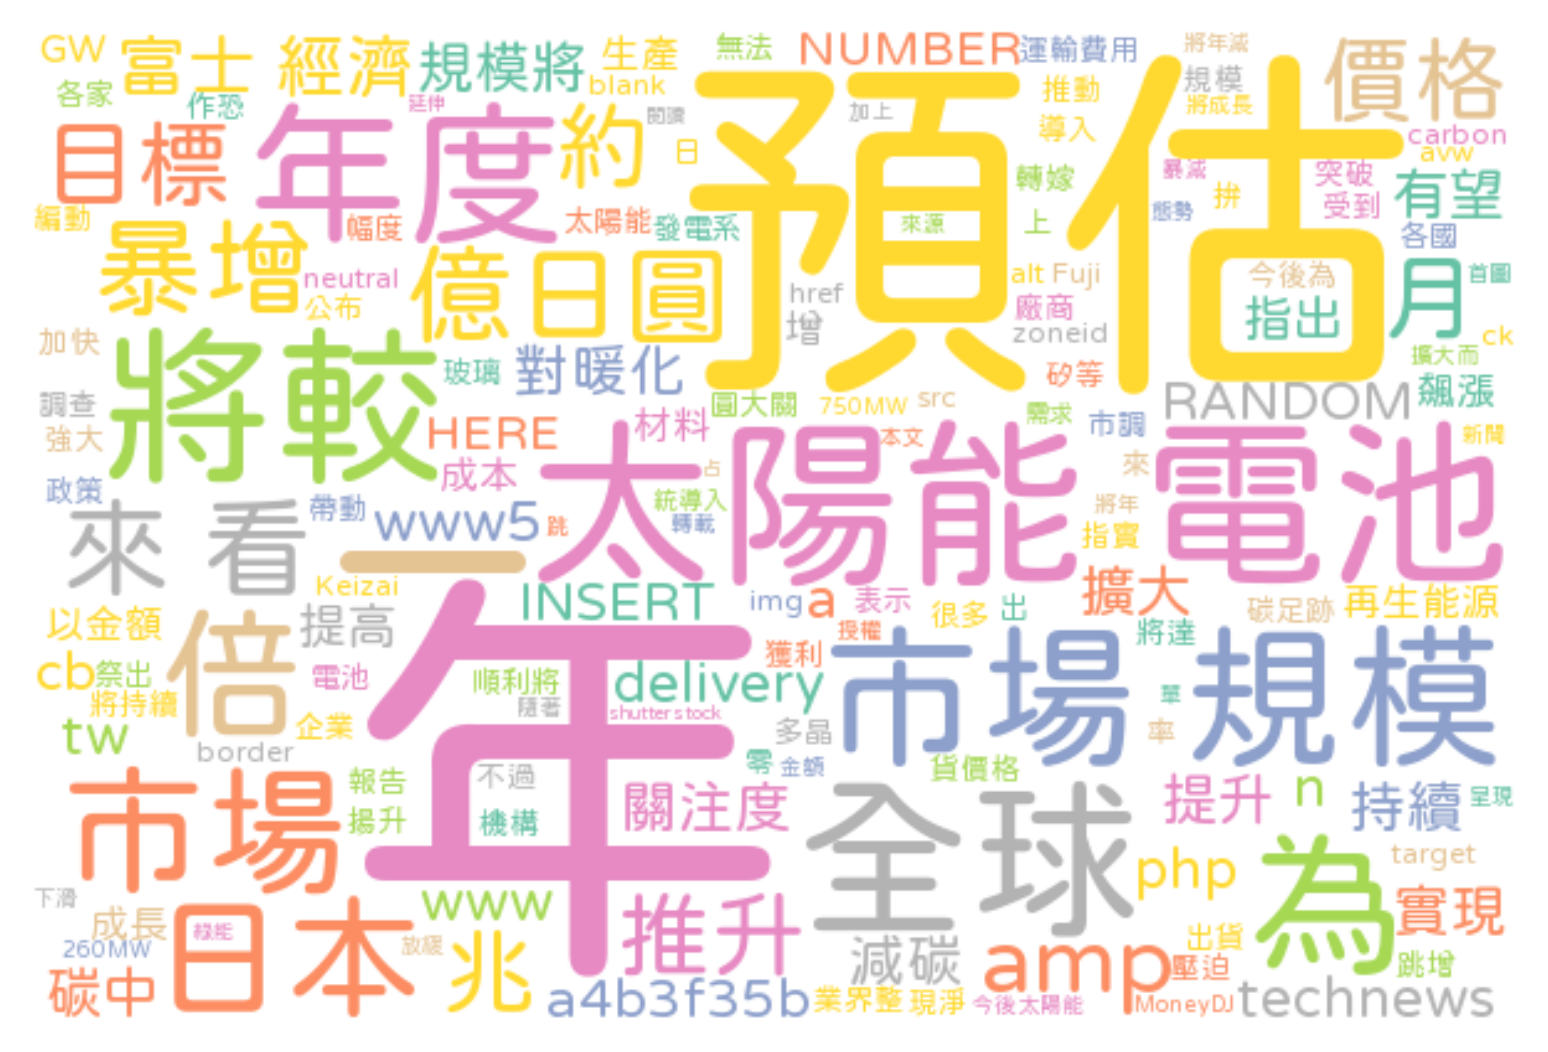 GW
富士
經濟
規模將
生產
無法
NUMBER
運輸費用
將年減
價格
各家
作恐
延伸
blank
閱讀
加上
推動
規模
將成長
目標
年度
約
日
預估
導入
carbon
avw
編動
幅度
太陽能
發電系
來源
轉嫁
上
暴減
拚
態勢
突破
受到
有望
各國
暴增
neutral
公布
億日圓
href
增
alt
Fuji
廠商
zoneid
今後為
指出
月
首圖
ck
加快
將較
玻璃
對暖化
矽等
擴大而
調查
強大
HERE
材料
圓大關
750MW
src
需求
市調
RANDOM
飆漲
政策
成本
本文
占
來
新聞
來看
帶動
www5
跳
太陽能
電池
統導入
轉載
將年
指實
一
Keizai
INSERT
img
a
表示
很多
出
擴大
碳足跡
再生能源
以金額
倍
提高
年
授權
獲利
市場
規模
將達
cb
祭出
電池
順利將
delivery
將持續
隨著
shutterstock
單
tw
企業
border
多晶
率
零
金額
貨價格
市場
報告
不過
關注度
全球
提升
n
持續
呈現
揚升
機構
php
為
target
下滑
成長
www
推升
實現
260MW
日本
綠能
放緩
兆
減碳
amp
出貨
壓迫
跳增
碳中
a4b3f35b
業界整
現淨
今後太陽能
MoneyDJ
technews